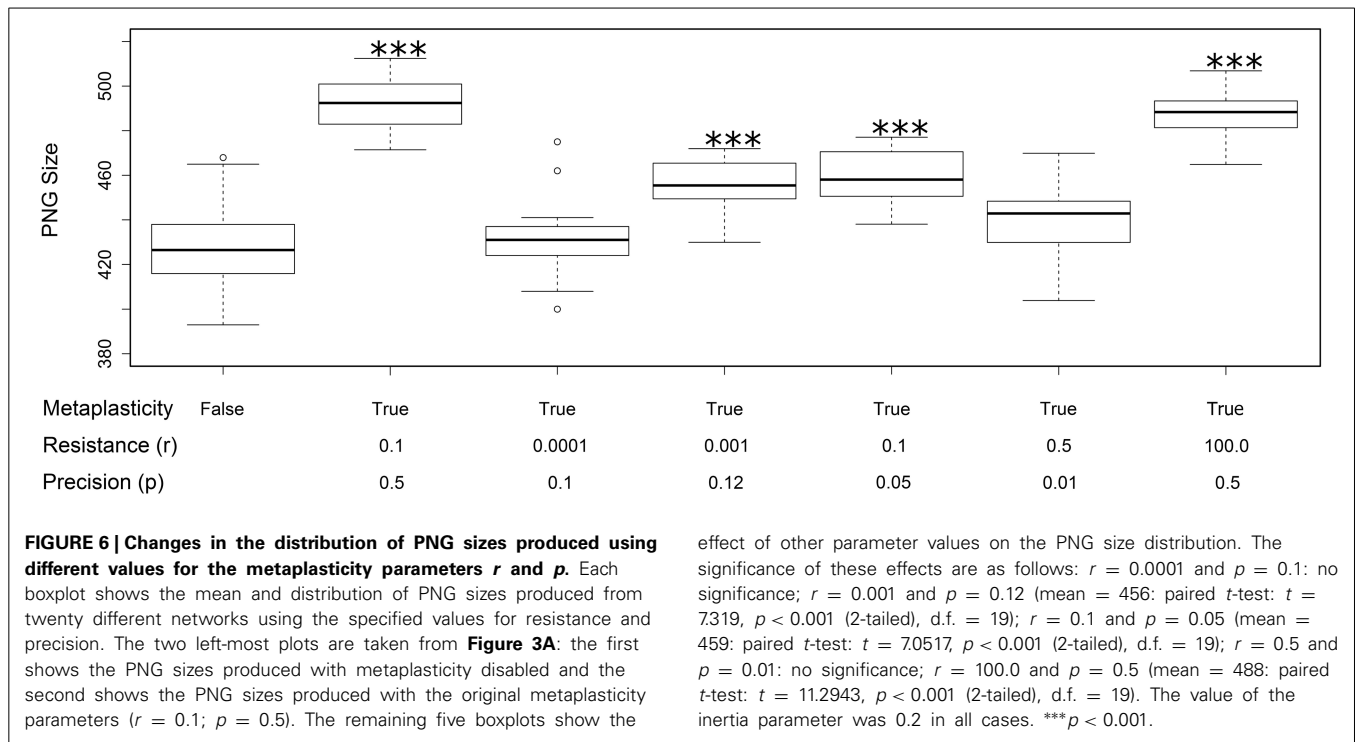 PNG Size
500
460
420
380
*** *** *** ***
Metaplasticity False True True True True True True
Resistance (r) 0.1 0.0001 0.001 0.1 0.5 100.0
Precision (p) 0.5 0.1 0.12 0.05 0.01 0.5
FIGURE 6 | Changes in the distribution of PNG sizes produced using
different values for the metaplasticity parameters r and p. Each
boxplot shows the mean and distribution of PNG sizes produced from
twenty different networks using the specified values for resistance and
precision. The two left-most plots are taken from Figure 3A: the first
shows the PNG sizes produced with metaplasticity disabled and the
second shows the PNG sizes produced with the original metaplasticity
parameters (r = 0.1; p = 0.5). The remaining five boxplots show the
effect of other parameter values on the PNG size distribution. The
significance of these effects are as follows: r = 0.0001 and p = 0.1: no
significance; r = 0.001 and p = 0.12 (mean = 456: paired t-test: t =
7.319, p < 0.001 (2-tailed), d.f. = 19); r = 0.1 and p = 0.05 (mean =
459: paired t-test: t = 7.0517, p < 0.001 (2-tailed), d.f. = 19); r = 0.5 and
p = 0.01: no significance; r = 100.0 and p = 0.5 (mean = 488: paired
t-test: t = 11.2943, p < 0.001 (2-tailed), d.f. = 19). The value of the
inertia parameter was 0.2 in all cases. ***p < 0.001.